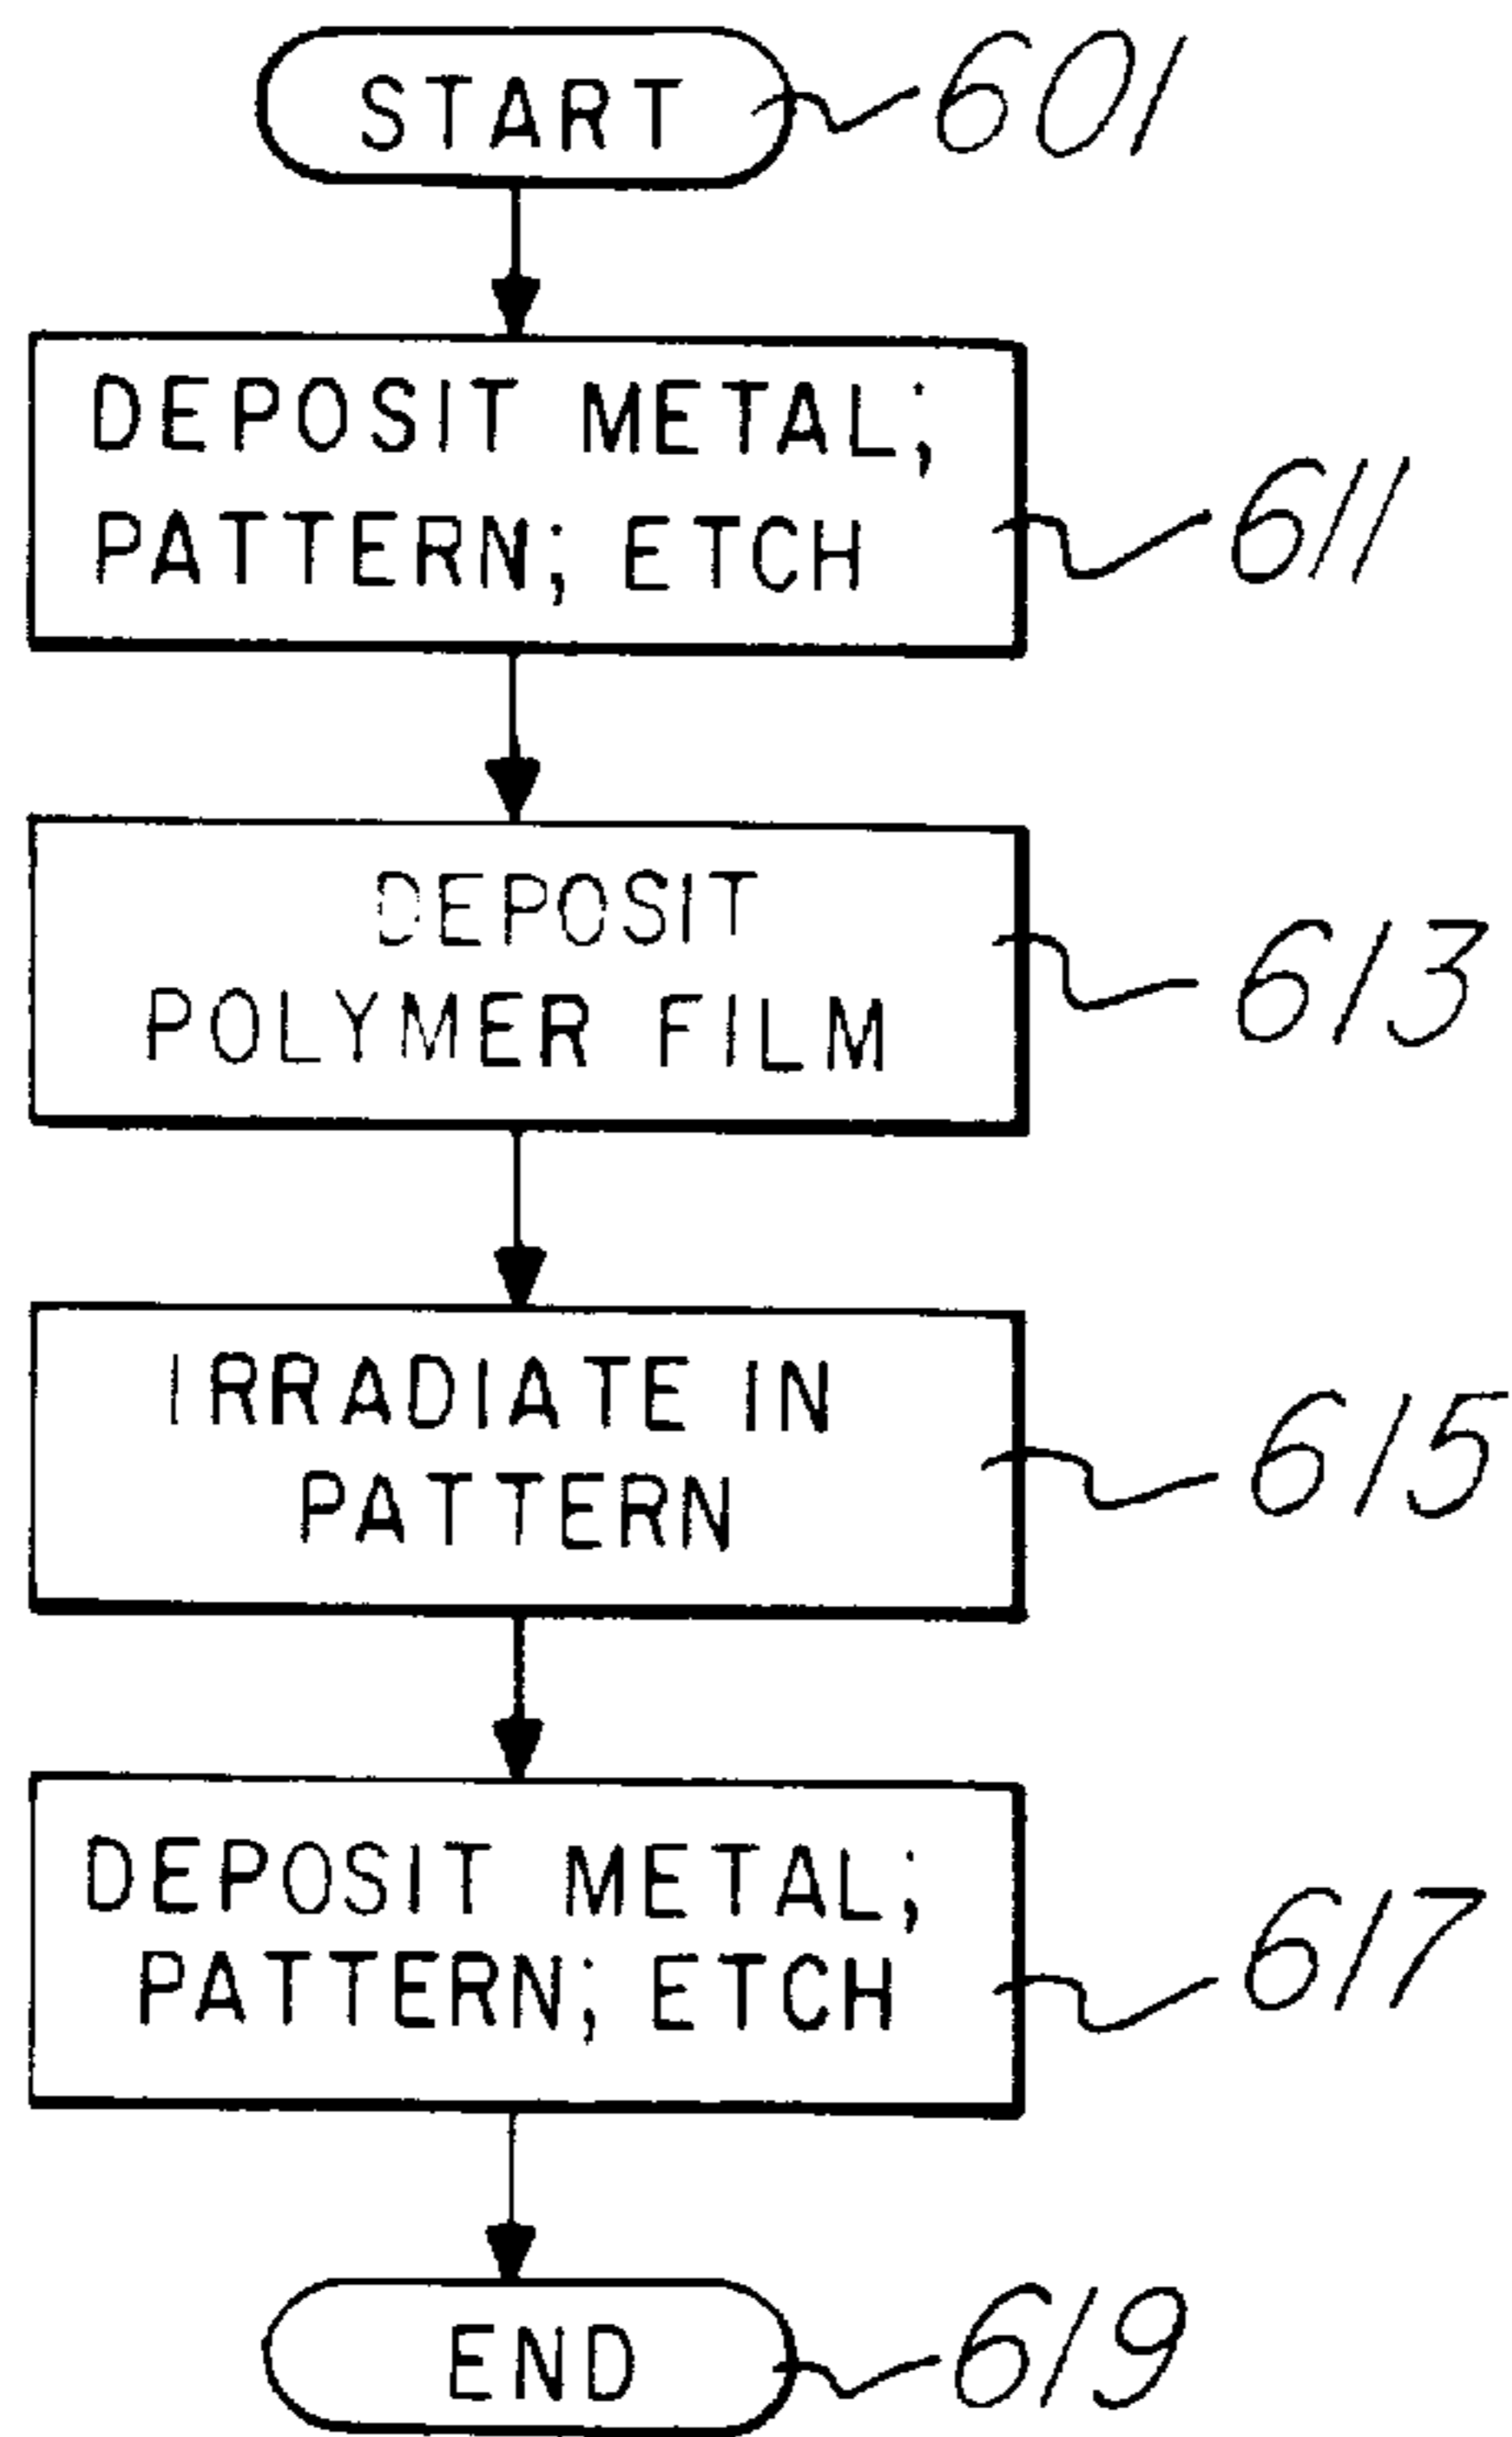 START
601
DEPOSIT METAL;
PATTERN; ETCH
611
DEPOSIT
POLYMER FILM
613
IRRADIATE IN
PATTERN
615
DEPOSIT METAL;
PATTERN; ETCH
617
END
619